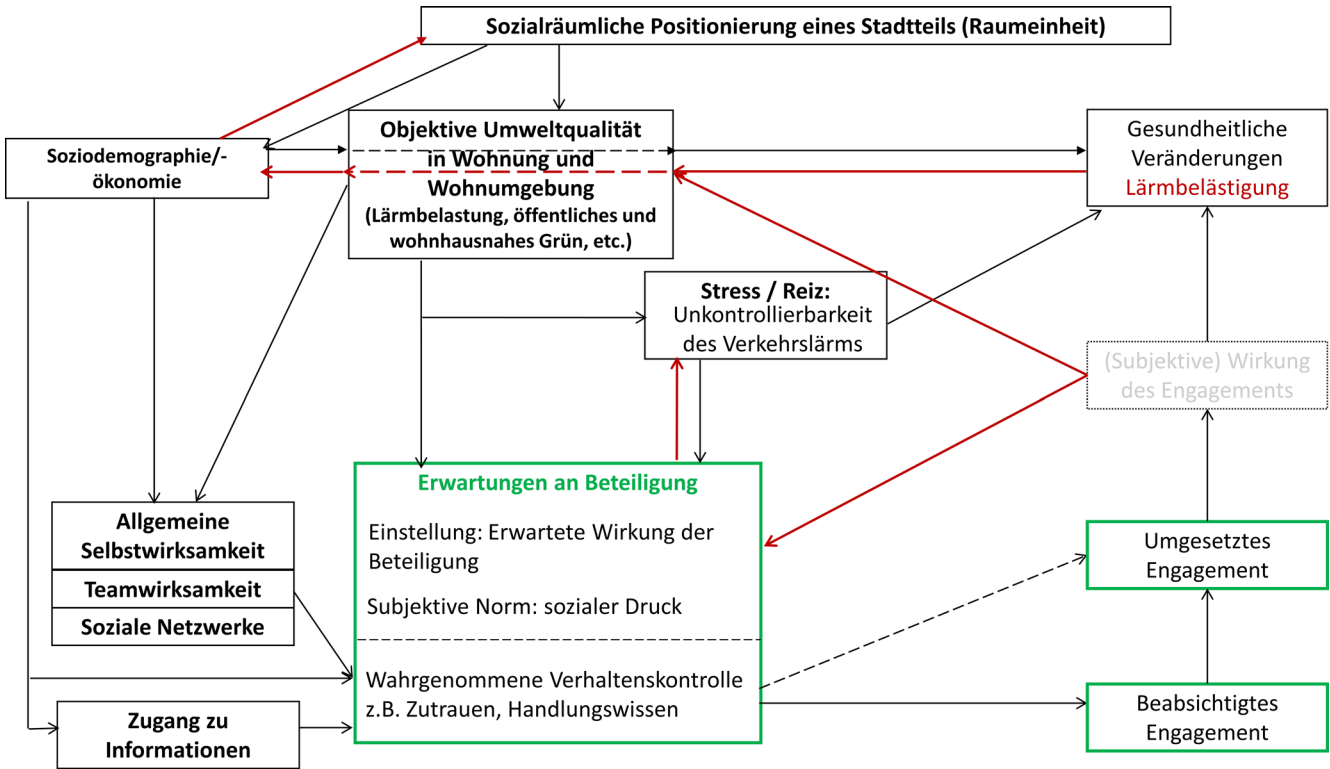 Sozialräumliche Positionierung eines Stadtteils (Raumeinheit)
Objektive Umweltqualität
in Wohnung und
Wohnumgebung
(Lärmbelastung, öffentliches und
wohnhausnahes Grün, etc.)
Gesundheitliche
Veränderungen
Lärmbelästigung
Soziodemographie/-
ökonomie
Stress / Reiz:
Unkontrollierbarkeit
des Verkehrslärms
(Subjektive) Wirkung
des Engagements
Erwartungen an Beteiligung
Einstellung: Erwartete Wirkung der
Beteiligung
Subjektive Norm: sozialer Druck
Wahrgenommene Verhaltenskontrolle
z.B. Zutrauen, Handlungswissen
Allgemeine
Selbstwirksamkeit
Teamwirksamkeit
Soziale Netzwerke
Umgesetztes
Engagement
Zugang zu
Informationen
Beabsichtigtes
Engagement